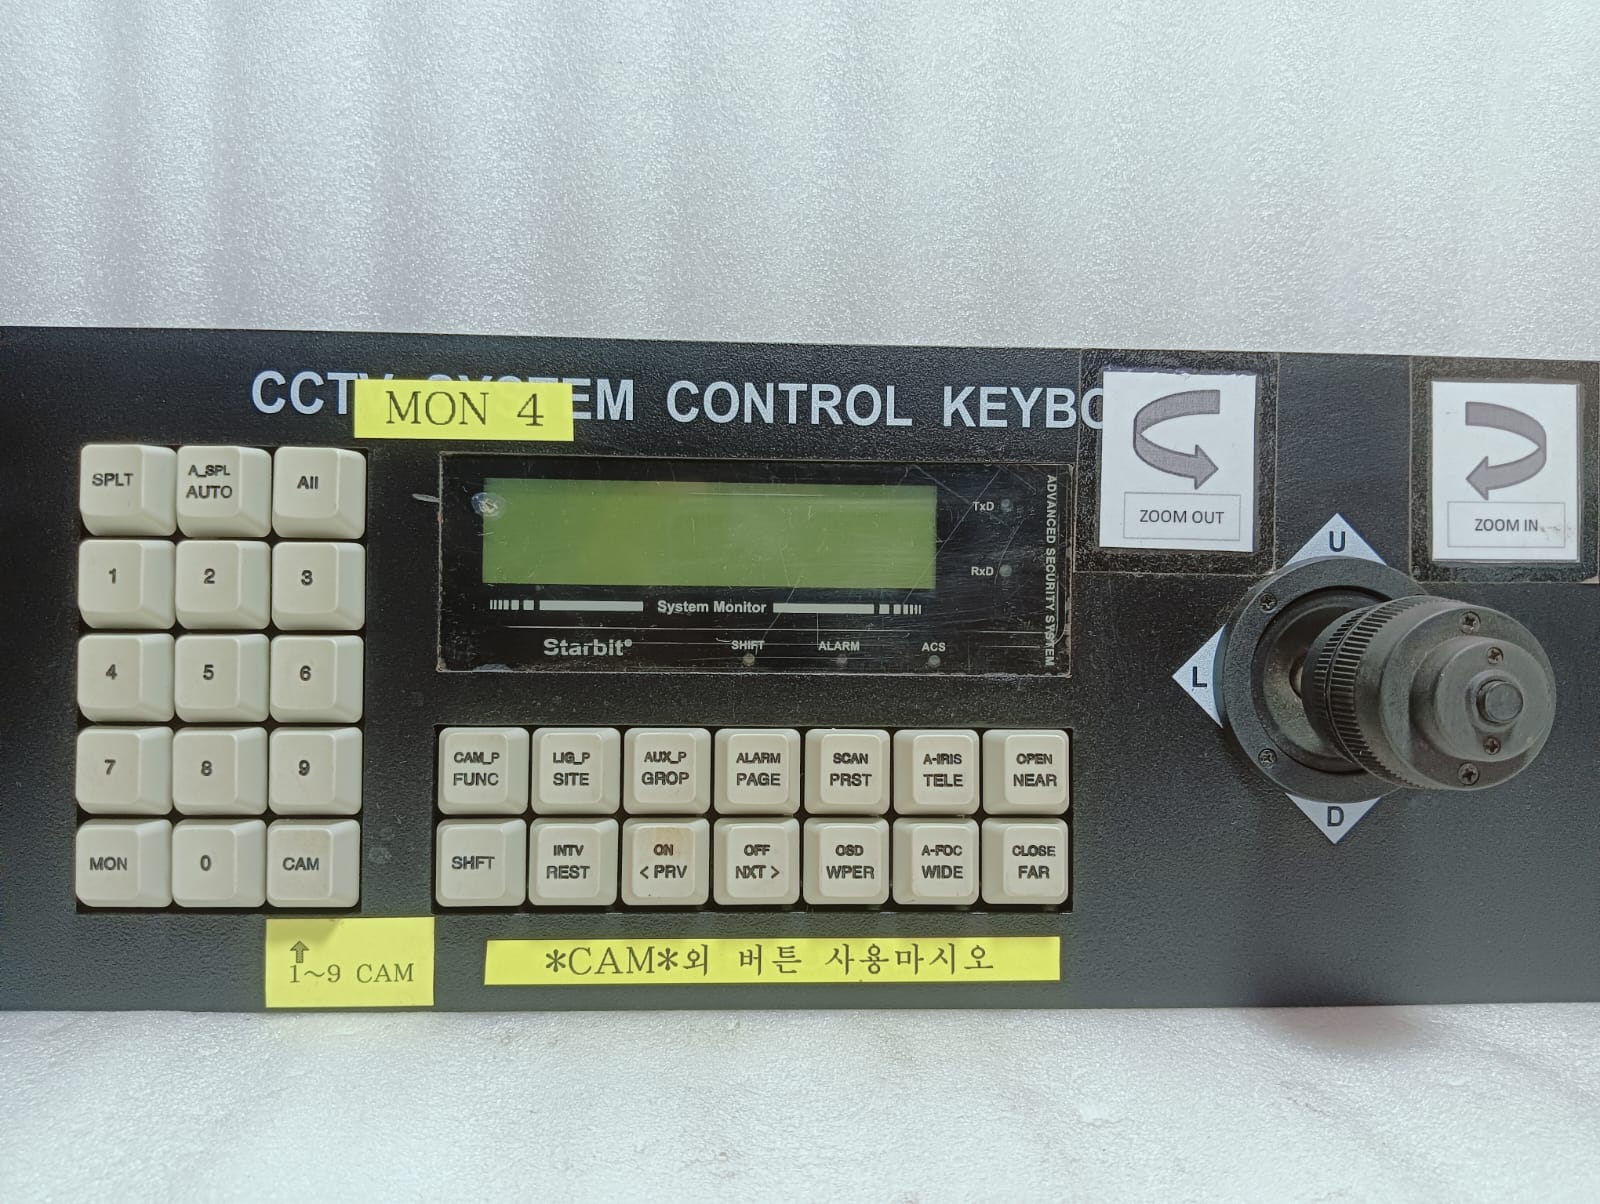 CCTV SYSTEM CONTROL KEYBO
MON 4
SPLT
A_SPL
AUTO
All
1
2
3
4
5
6
7
8
9
MON
0
CAM
1~9 CAM
TxD
RxD
ADVANCED SECURITY SYSTEM
System Monitor
Starbit®
SHIFT
ALARM
ACS
CAM_P
FUNC
LIG_P
SITE
AUX_P
GROP
ALARM
PAGE
SCAN
PRST
A-IRIS
TELE
OPEN
NEAR
SHFT
INTV
REST
ON
< PRV
OFF
NXT >
OSD
WPER
A-FOC
WIDE
CLOSE
FAR
*CAM*외 버튼 사용마시오
ZOOM OUT
ZOOM IN
U
L
D